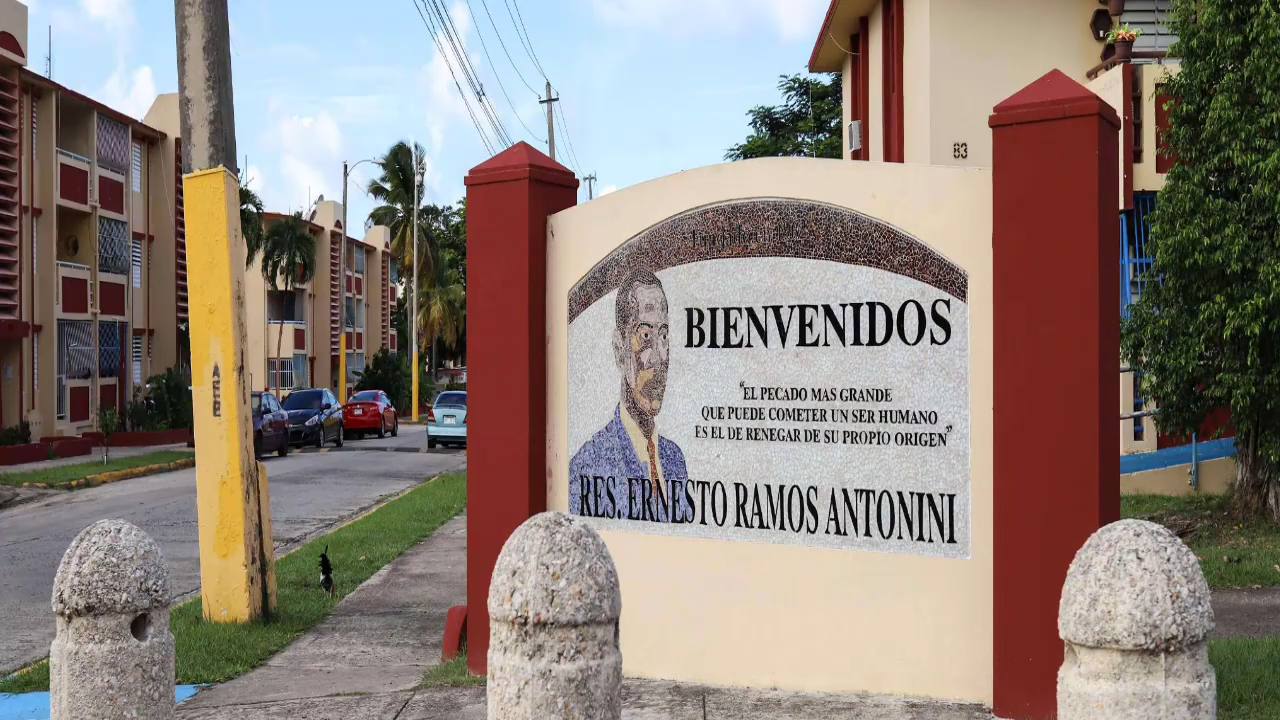 83
BIENVENIDOS
"EL PECADO MAS GRANDE
QUE PUEDE COMETER UN SER HUMANO
ES EL DE RENEGAR DE SU PROPIO ORIGEN"
RES. ERNESTO RAMOS ANTONINI